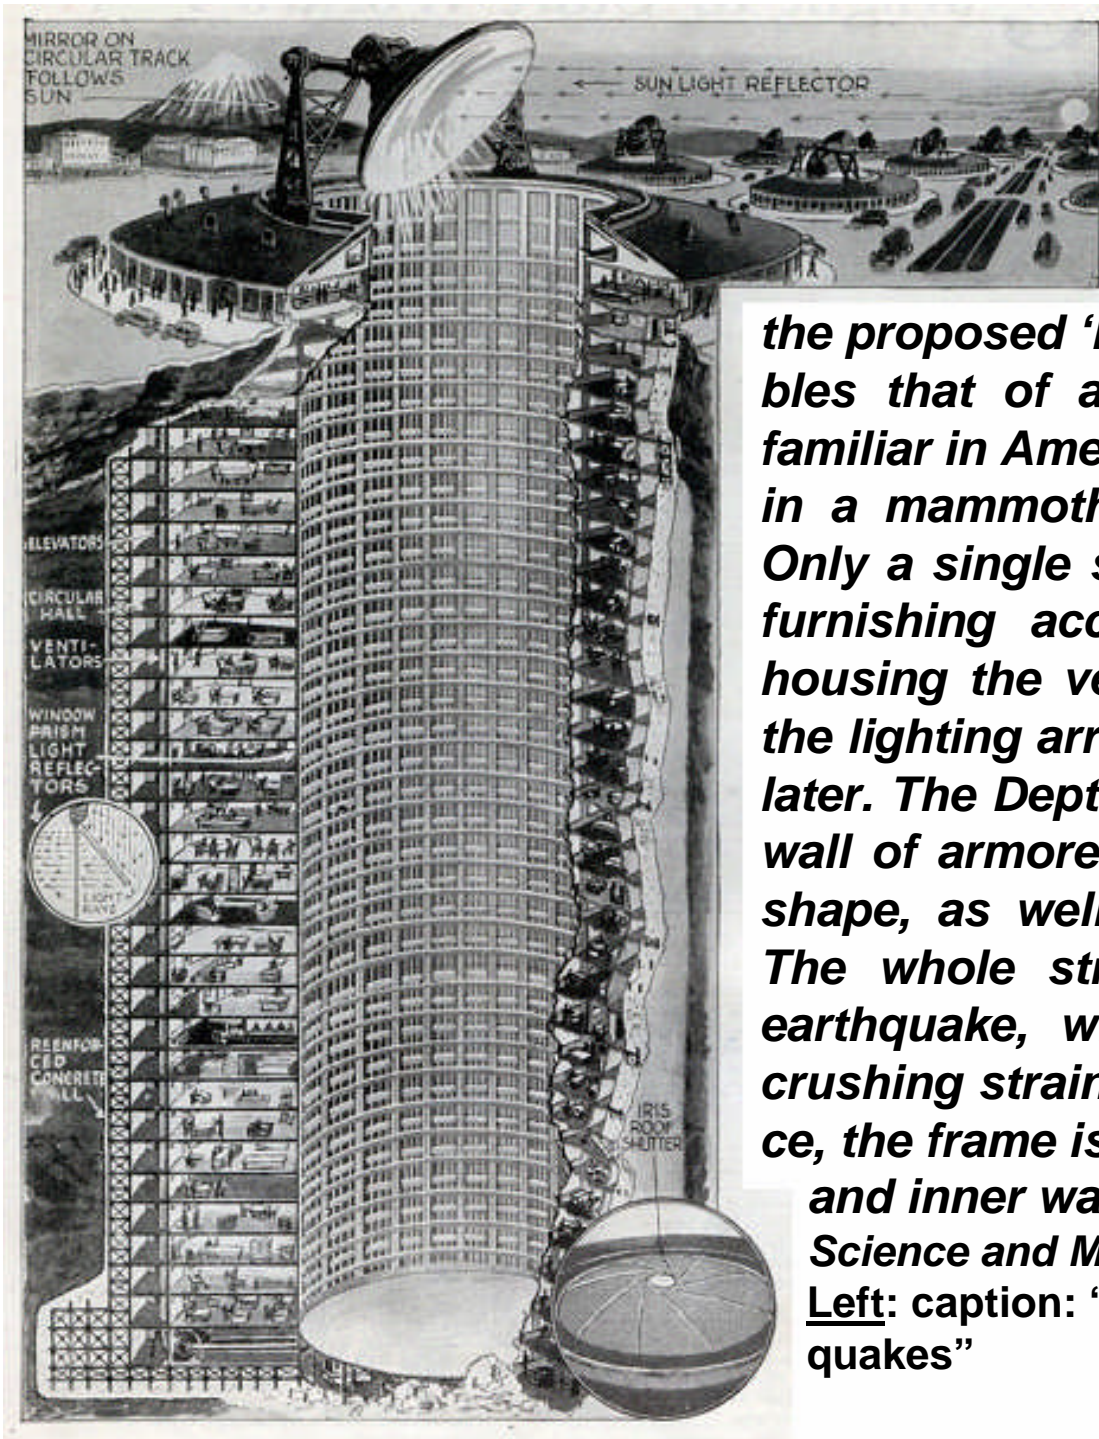 MIRROR ON
CIRCULAR TRACK
FOLLOWS
SUN
SUN LIGHT REFLECTOR
ELEVATORS
CIRCULAR
HALL
VENTI-
LATORS
WINDOW
PRISM
LIGHT
REFLEC-
TORS
LIGHT
RAYS
REENFOR-
CED
CONCRETE
WALL
IRIS
ROOF
SHUTTER
the proposed ‘
bles that of a
familiar in Ame
in a mammoth
Only a single s
furnishing acc
housing the ve
the lighting arr
later. The Dept
wall of armore
shape, as well
The whole str
earthquake, w
crushing strain
ce, the frame is
and inner wa
Science and M
Left: caption: “
quakes”